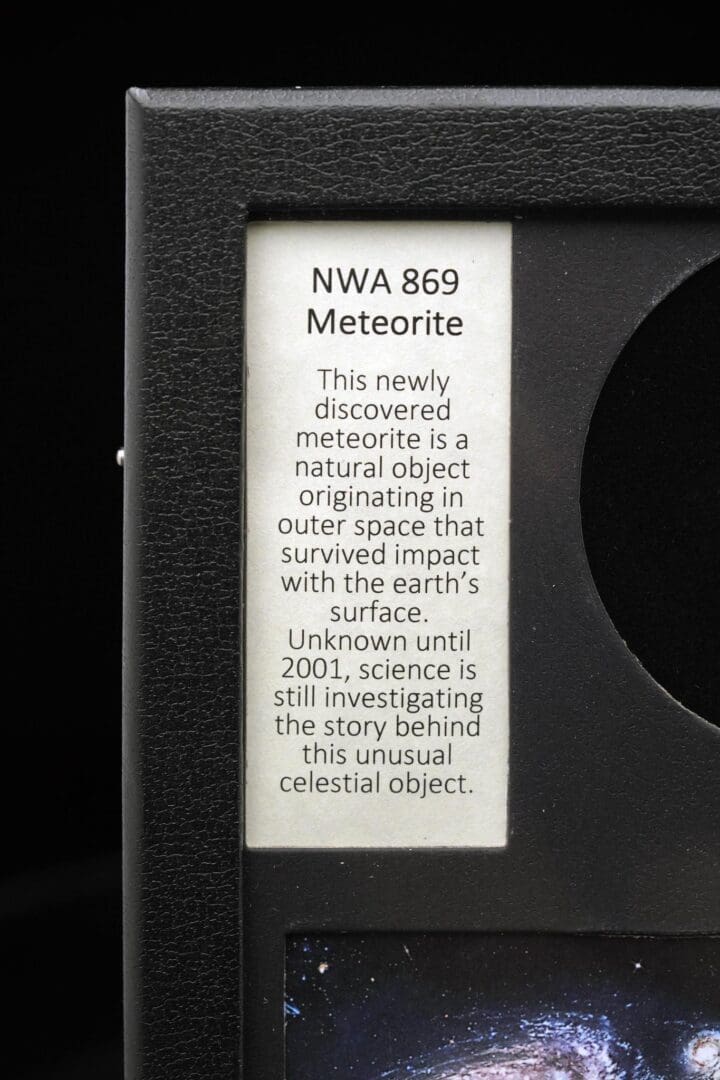 NWA 869
Meteorite
This newly
discovered
meteorite is a
natural object
originating in
outer space that
survived impact
with the earth’s
surface.
Unknown until
2001, science is
still investigating
the story behind
this unusual
celestial object.